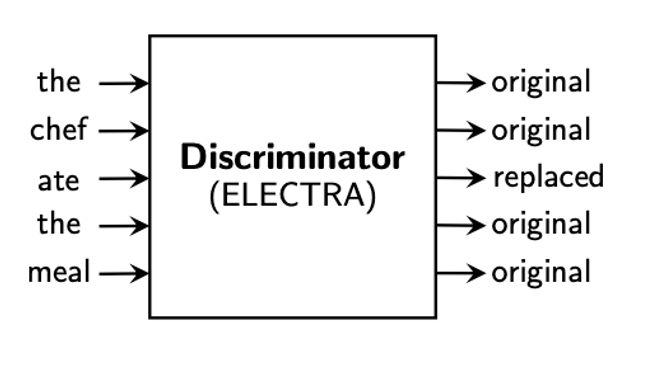 the
chef
ate
the
meal
Discriminator
(ELECTRA)
original
original
replaced
original
original